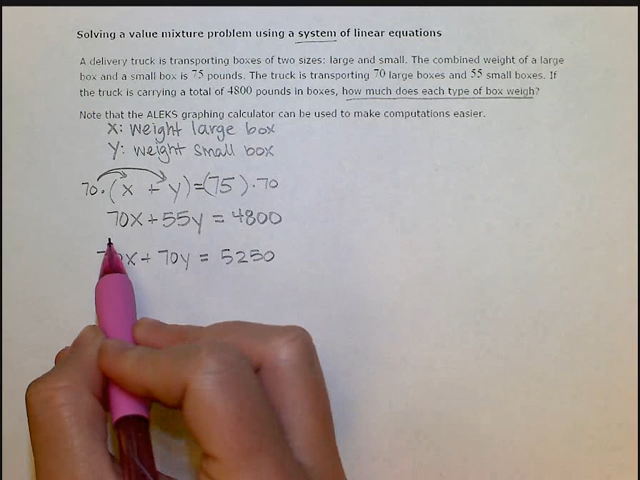 Solving a value mixture problem using a system of linear equations
A delivery truck is transporting boxes of two sizes: large and small. The combined weight of a large
box and a small box is 75 pounds. The truck is transporting 70 large boxes and 55 small boxes. If
the truck is carrying a total of 4800 pounds in boxes, how much does each type of box weigh?
Note that the ALEKS graphing calculator can be used to make computations easier.
X: weight large box
Y: weight small box
70·(x + y)=(75)·70
70x+55y = 4800
70x+ 70y = 5250